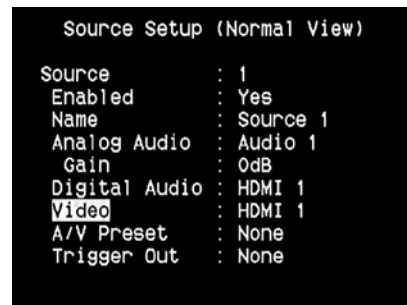 Source Setup (Normal View)
Source : 1
Enabled : Yes
Name : Source 1
Analog Audio : Audio 1
Gain : 0dB
Digital Audio : HDMI 1
Video : HDMI 1
A/V Preset : None
Trigger Out : None